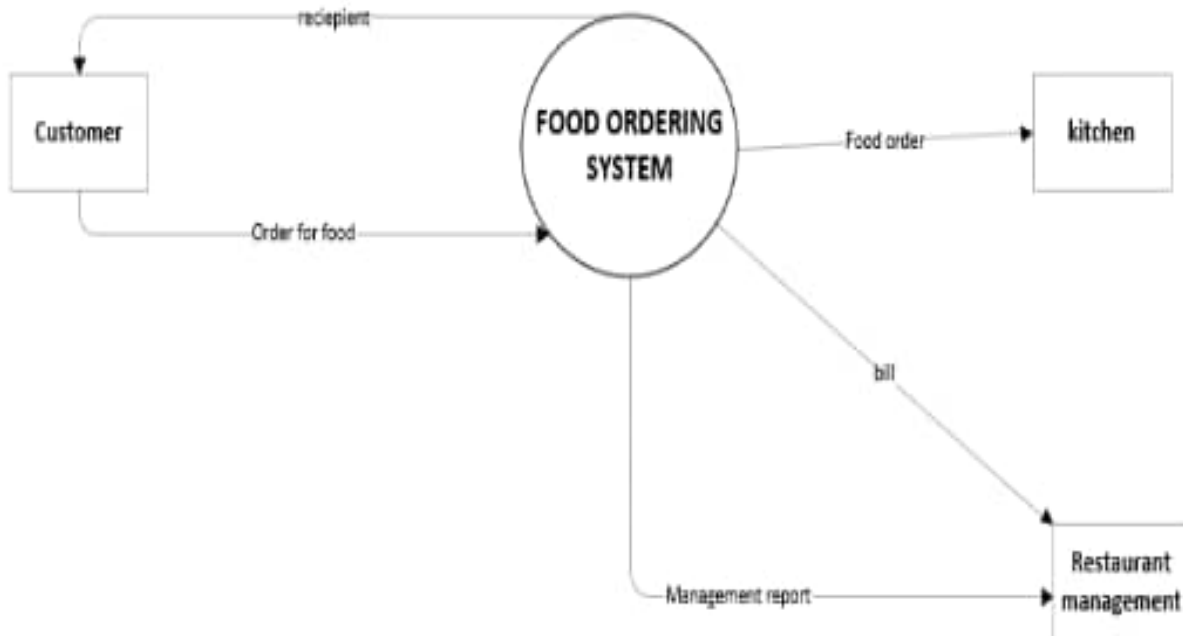 reciepient
Customer
FOOD ORDERING
SYSTEM
Food order
kitchen
Order for food
bill
Restaurant
management
Management report